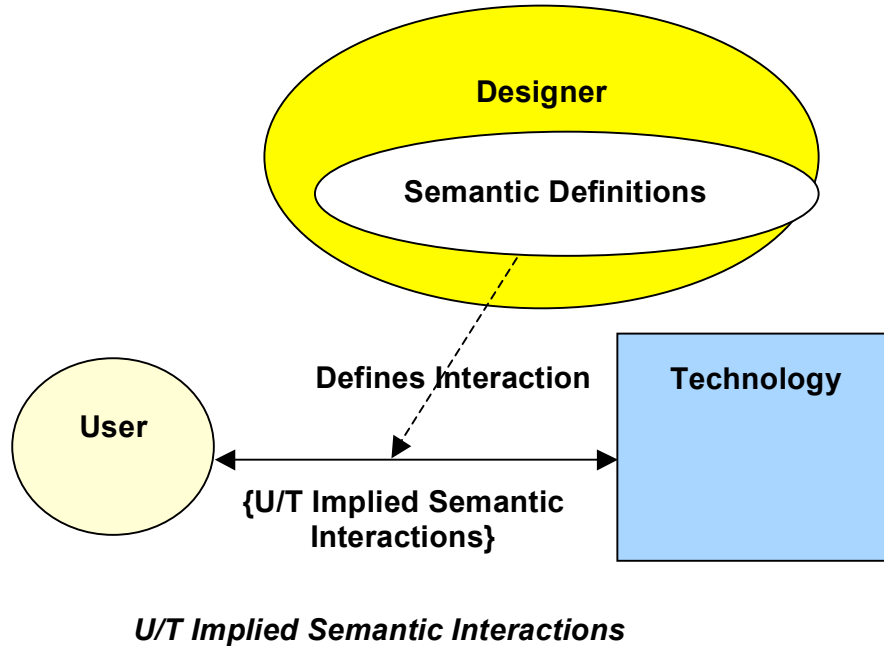 Designer
Semantic Definitions
Defines Interaction
Technology
User
{U/T Implied Semantic
Interactions}
U/T Implied Semantic Interactions